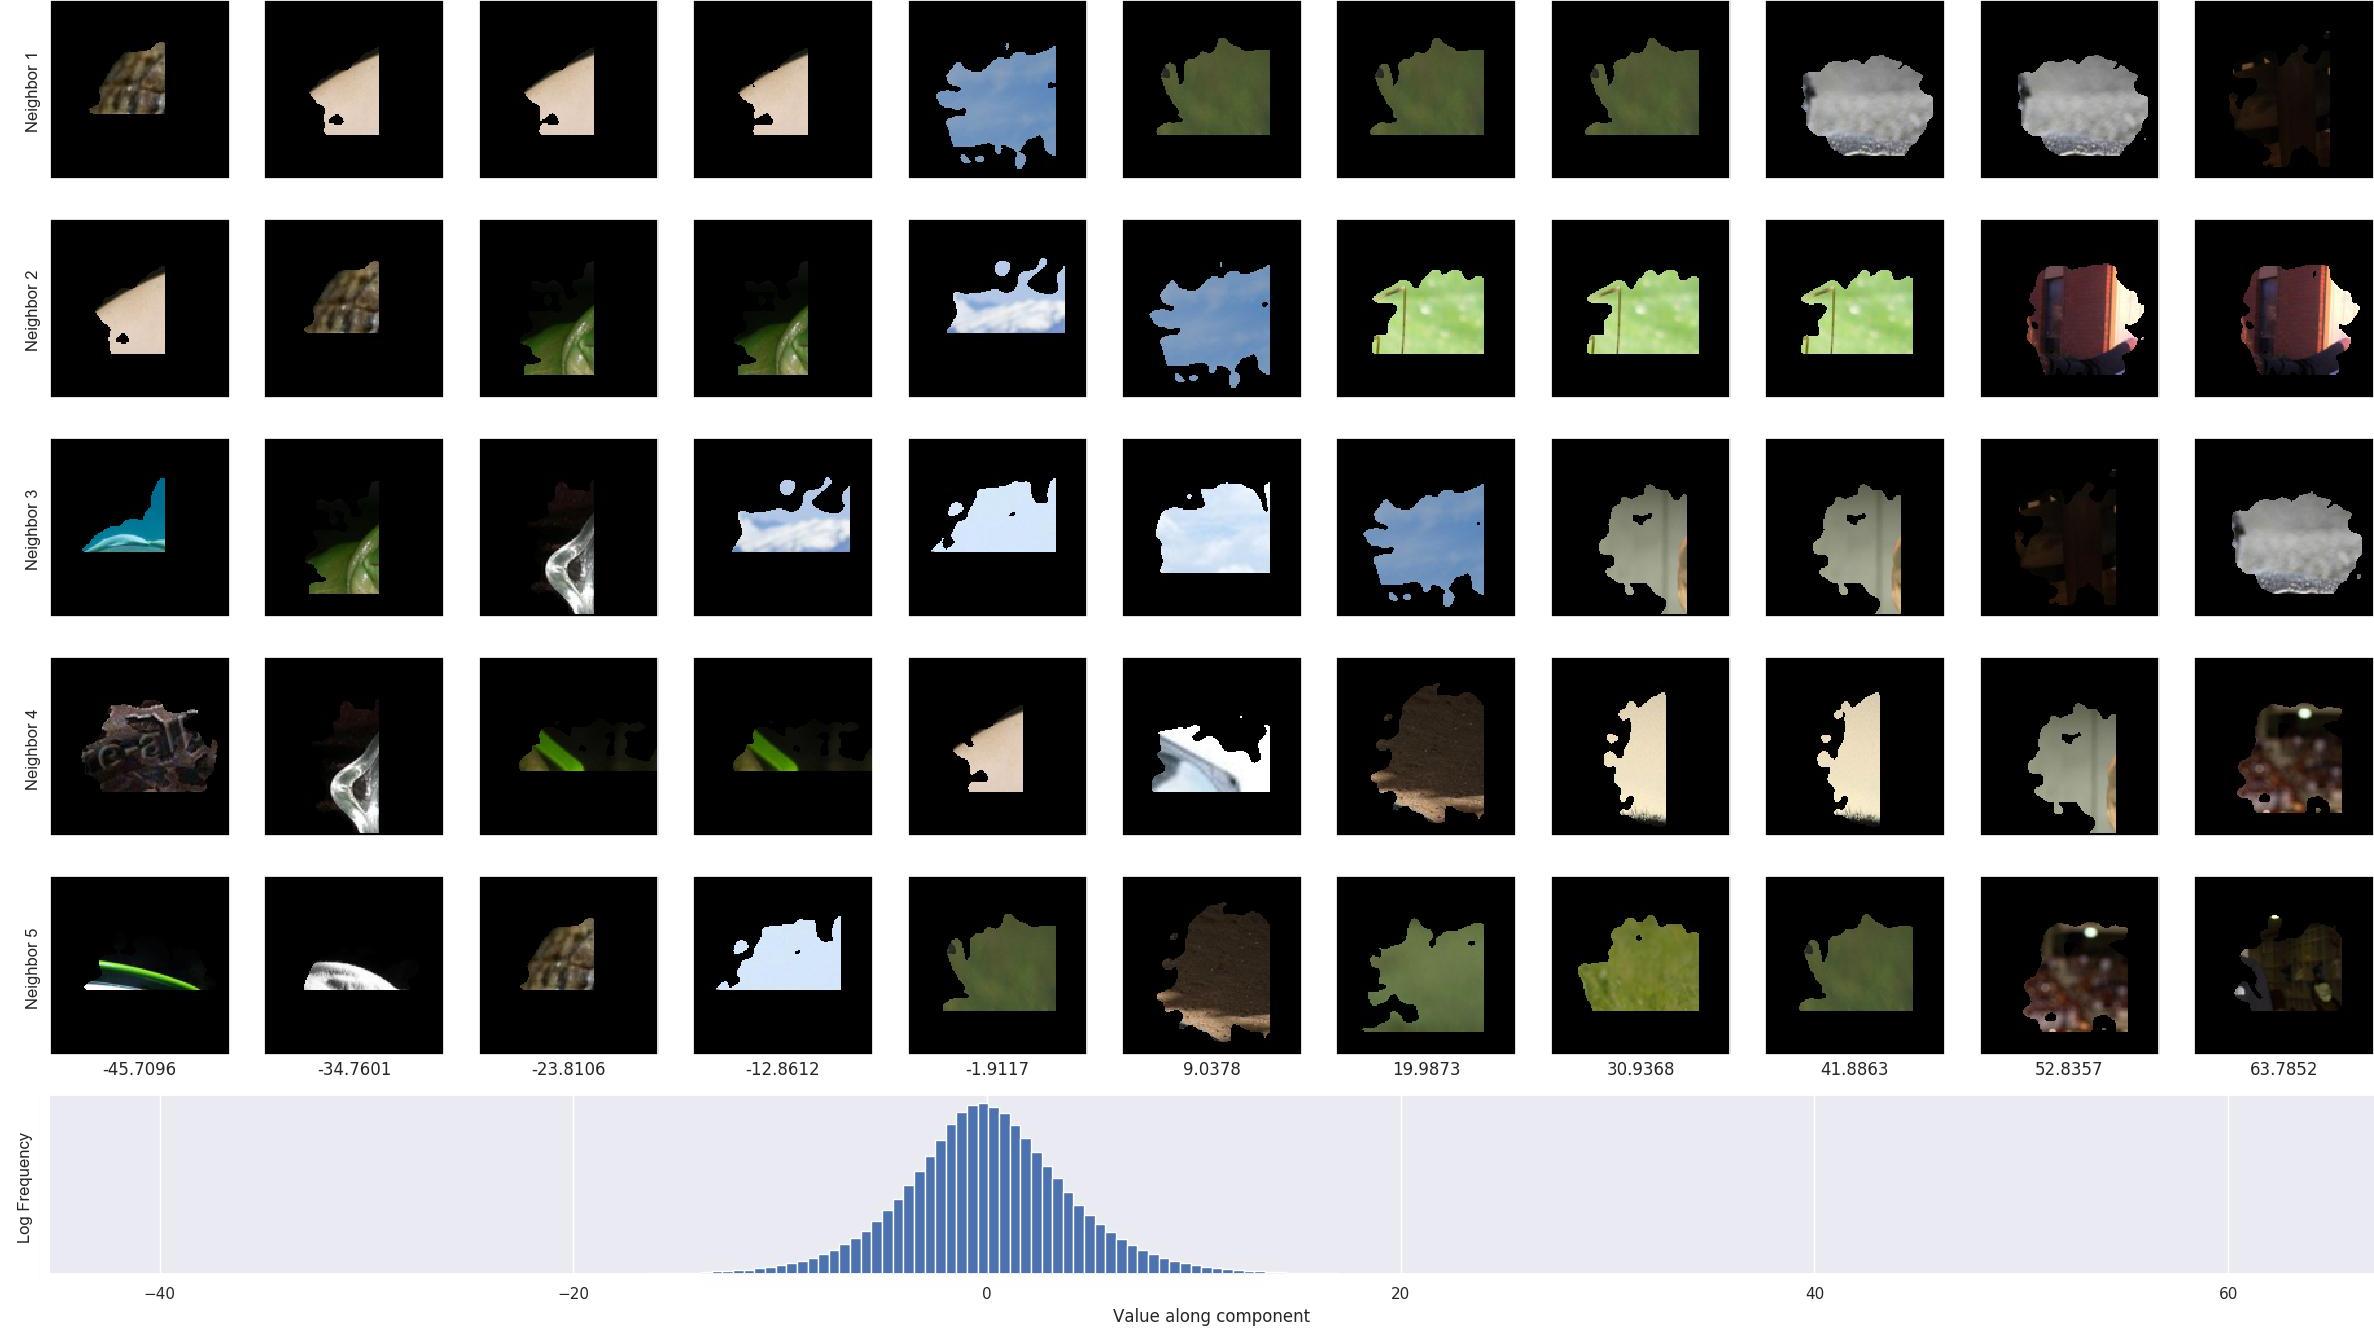 Neighbor 1
Neighbor 2
Neighbor 3
Neighbor 4
e-at
Neighbor 5
-45.7096 -34.7601 -23.8106 -12.8612 -1.9117 9.0378 19.9873 30.9368 41.8863 52.8357 63.7852
Log Frequency
−40 −20 0 20 40 60
Value along component